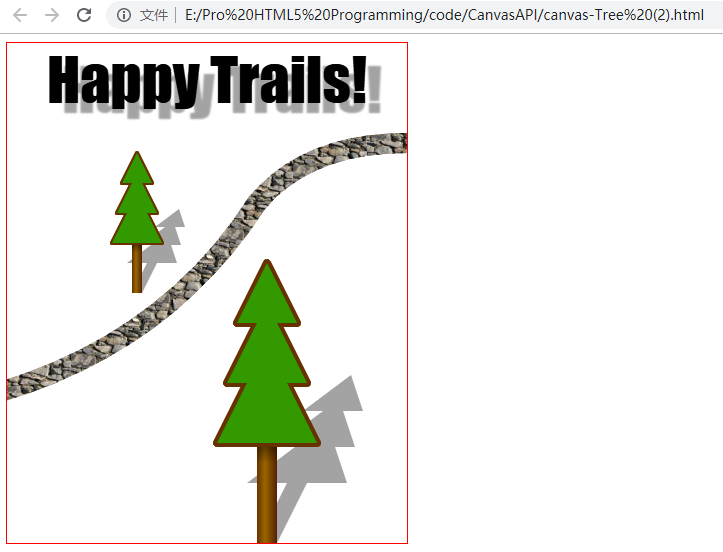 文件 E:/Pro%20HTML5%20Programming/code/CanvasAPI/canvas-Tree%20(2).html
Happy Trails!